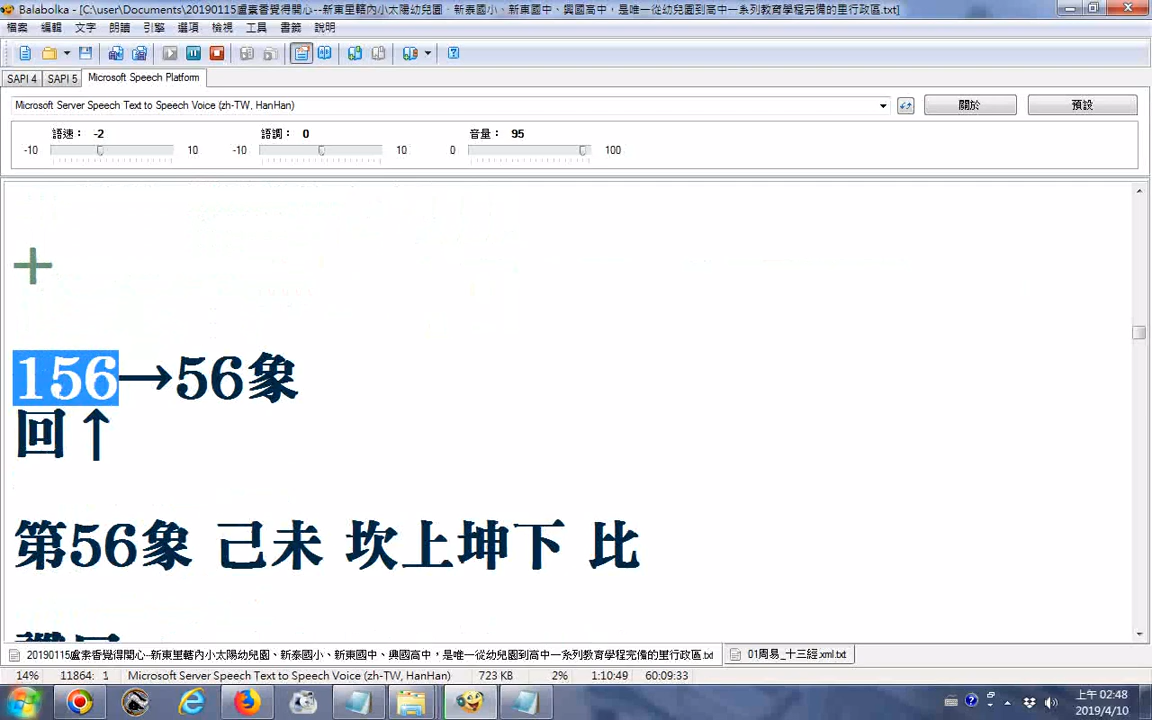 Balabolka - [C:\user\Documents\20190115盧素香覺得開心--新東里轄內小太陽幼兒園、新泰國小、新東國中、興國高中，是唯一從幼兒園到高中一系列教育學程完備的里行政區.txt]
檔案 編輯 文字 朗讀 引擎 選項 檢視 工具 書籤 說明
SAPI 4 SAPI 5 Microsoft Speech Platform
Microsoft Server Speech Text to Speech Voice (zh-TW, HanHan) 關於 預設
語速： -2 語調： 0 音量： 95
-10 10 -10 10 0 100
＋
156→56象
回↑
第56象 己未 坎上坤下 比
20190115盧素香覺得開心--新東里轄內小太陽幼兒園、新泰國小、新東國中、興國高中，是唯一從幼兒園到高中一系列教育學程完備的里行政區.txt 01周易_十三經.xml.txt
14% 11864: 1 Microsoft Server Speech Text to Speech Voice (zh-TW, HanHan) 723 KB 2% 1:10:49 60:09:33
上午 02:48
2019/4/10